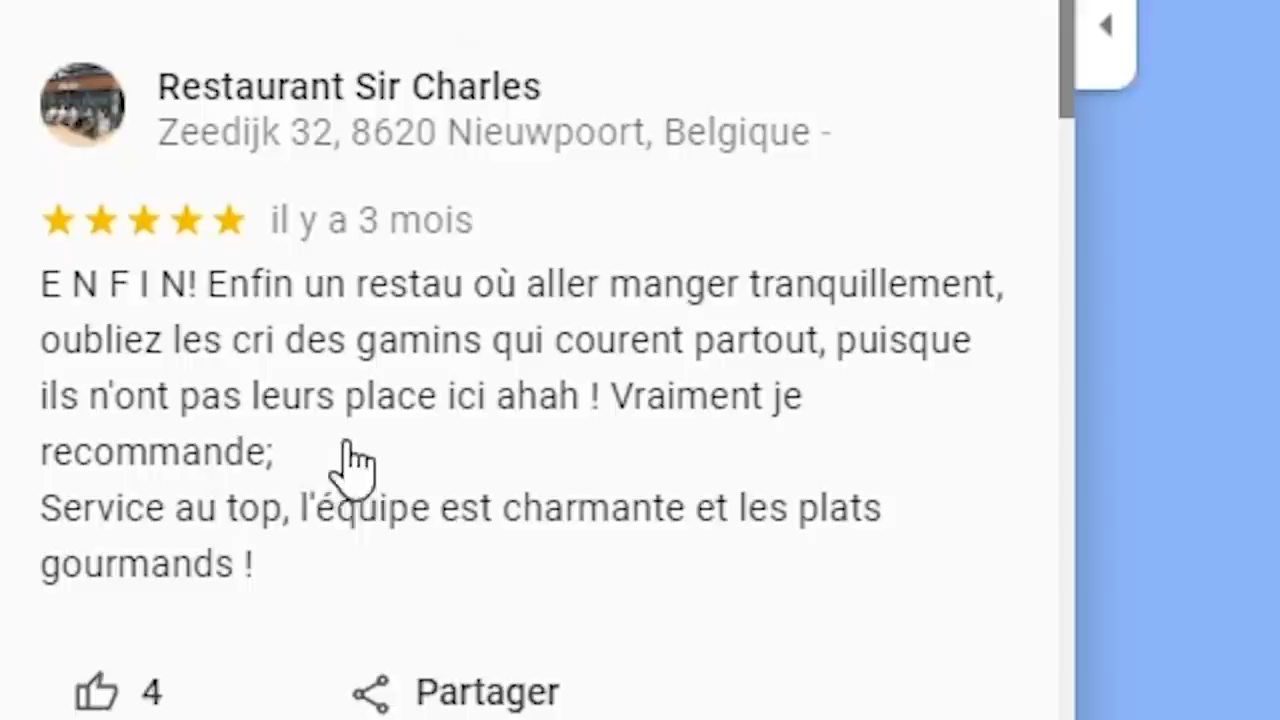 Restaurant Sir Charles
Zeedijk 32, 8620 Nieuwpoort, Belgique -
il y a 3 mois
E N F I N! Enfin un restau où aller manger tranquillement,
oubliez les cri des gamins qui courent partout, puisque
ils n'ont pas leurs place ici ahah ! Vraiment je
recommande;
Service au top, l'équipe est charmante et les plats
gourmands !
4
Partager